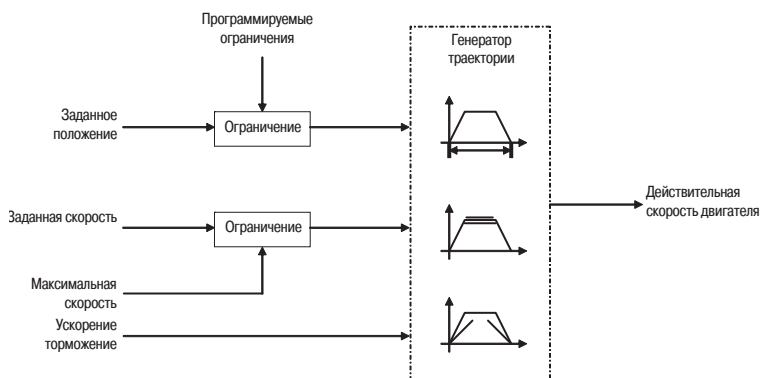 Программируемые
ограничения
Генератор
траектории
Заданное
положение
Ограничение
Действительная
скорость двигателя
Заданная скорость
Ограничение
Максимальная
скорость
Ускорение
торможение